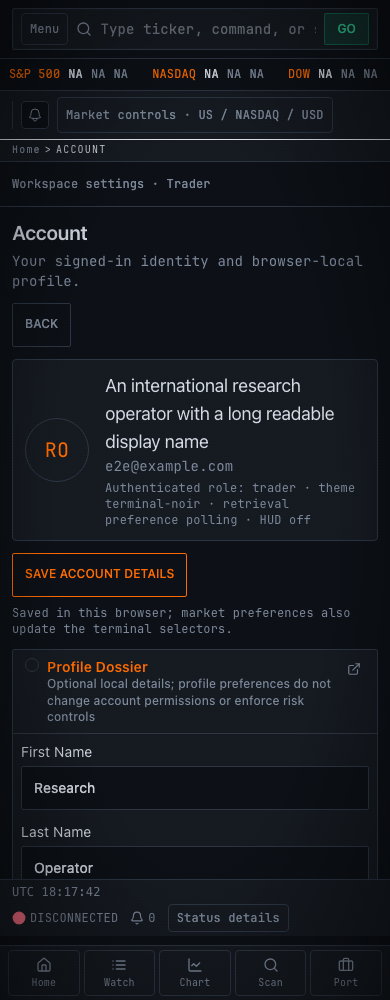 Menu Type ticker, command, or GO
S&P 500 NA NA NA NASDAQ NA NA NA DOW NA NA NA
Market controls · US / NASDAQ / USD
Home > ACCOUNT
Workspace settings · Trader
Account
Your signed-in identity and browser-local
profile.
BACK
RO
An international research
operator with a long readable
display name
e2e@example.com
Authenticated role: trader · theme
terminal-noir · retrieval
preference polling · HUD off
SAVE ACCOUNT DETAILS
Saved in this browser; market preferences also
update the terminal selectors.
Profile Dossier
Optional local details; profile preferences do not
change account permissions or enforce risk
controls
First Name
Research
Last Name
Operator
UTC 18:17:42
DISCONNECTED 0 Status details
Home Watch Chart Scan Port